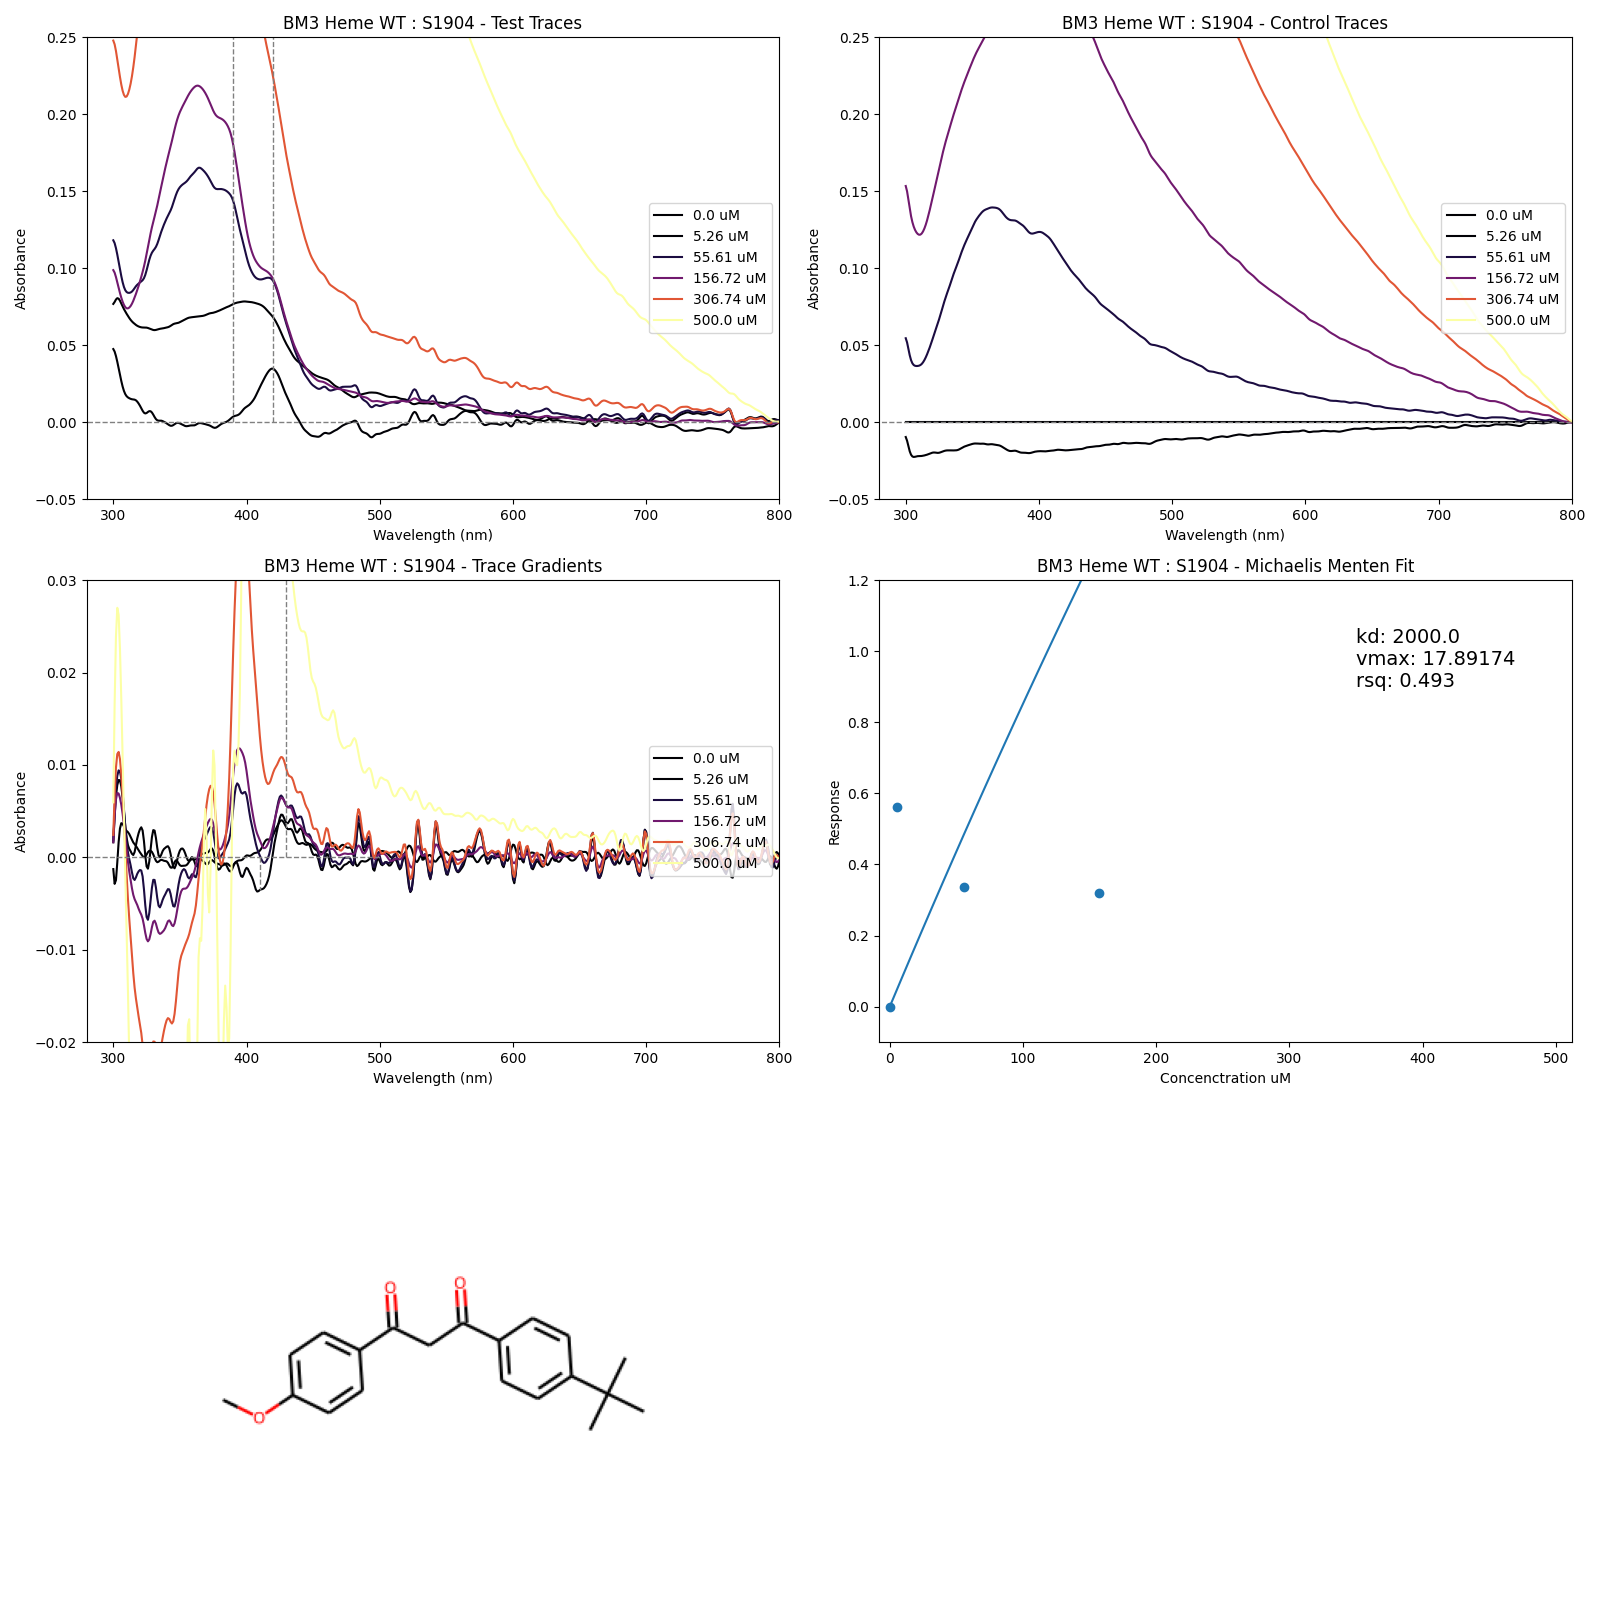 BM3 Heme WT : S1904 - Test Traces
0.25
0.20
0.15
0.10
0.05
0.00
−0.05
Absorbance
300 400 500 600 700 800
Wavelength (nm)
0.0 uM
5.26 uM
55.61 uM
156.72 uM
306.74 uM
500.0 uM
BM3 Heme WT : S1904 - Control Traces
0.25
0.20
0.15
0.10
0.05
0.00
−0.05
Absorbance
300 400 500 600 700 800
Wavelength (nm)
0.0 uM
5.26 uM
55.61 uM
156.72 uM
306.74 uM
500.0 uM
BM3 Heme WT : S1904 - Trace Gradients
0.03
0.02
0.01
0.00
−0.01
−0.02
Absorbance
300 400 500 600 700 800
Wavelength (nm)
0.0 uM
5.26 uM
55.61 uM
156.72 uM
306.74 uM
500.0 uM
BM3 Heme WT : S1904 - Michaelis Menten Fit
1.2
1.0
0.8
0.6
0.4
0.2
0.0
Response
0 100 200 300 400 500
Concenctration uM
kd: 2000.0
vmax: 17.89174
rsq: 0.493
O O
O